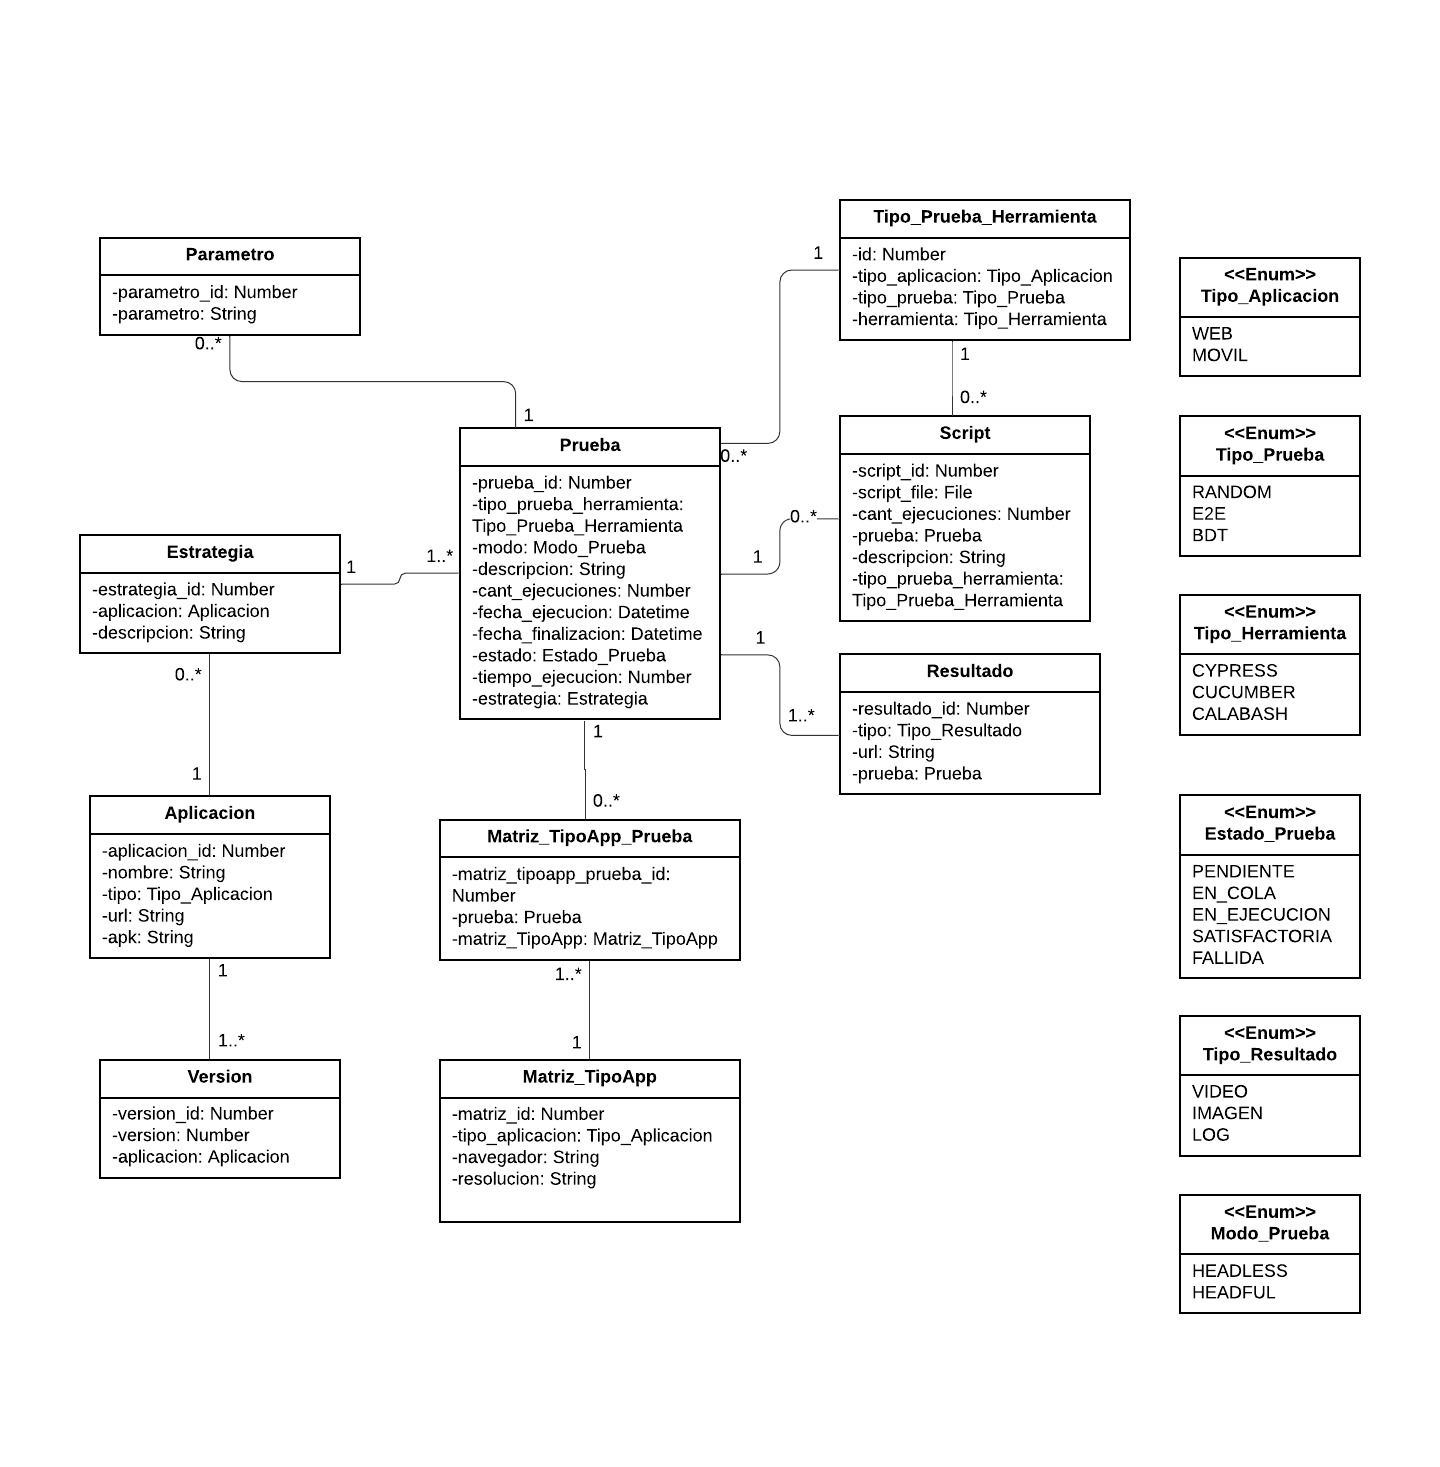 Parametro
-parametro_id: Number
-parametro: String
0..*
1
Tipo_Prueba_Herramienta
-id: Number
-tipo_aplicacion: Tipo_Aplicacion
-tipo_prueba: Tipo_Prueba
-herramienta: Tipo_Herramienta
1
0..*
1
0..*
Prueba
-prueba_id: Number
-tipo_prueba_herramienta:
Tipo_Prueba_Herramienta
-modo: Modo_Prueba
-descripcion: String
-cant_ejecuciones: Number
-fecha_ejecucion: Datetime
-fecha_finalizacion: Datetime
-estado: Estado_Prueba
-tiempo_ejecucion: Number
-estrategia: Estrategia
Script
-script_id: Number
-script_file: File
-cant_ejecuciones: Number
-prueba: Prueba
-descripcion: String
-tipo_prueba_herramienta:
Tipo_Prueba_Herramienta
0..*
1
Estrategia
-estrategia_id: Number
-aplicacion: Aplicacion
-descripcion: String
1
1..*
0..*
1
1
1..*
Resultado
-resultado_id: Number
-tipo: Tipo_Resultado
-url: String
-prueba: Prueba
1
0..*
Aplicacion
-aplicacion_id: Number
-nombre: String
-tipo: Tipo_Aplicacion
-url: String
-apk: String
1
1..*
Matriz_TipoApp_Prueba
-matriz_tipoapp_prueba_id:
Number
-prueba: Prueba
-matriz_TipoApp: Matriz_TipoApp
1..*
1
Version
-version_id: Number
-version: Number
-aplicacion: Aplicacion
Matriz_TipoApp
-matriz_id: Number
-tipo_aplicacion: Tipo_Aplicacion
-navegador: String
-resolucion: String
<<Enum>>
Tipo_Aplicacion
WEB
MOVIL
<<Enum>>
Tipo_Prueba
RANDOM
E2E
BDT
<<Enum>>
Tipo_Herramienta
CYPRESS
CUCUMBER
CALABASH
<<Enum>>
Estado_Prueba
PENDIENTE
EN_COLA
EN_EJECUCION
SATISFACTORIA
FALLIDA
<<Enum>>
Tipo_Resultado
VIDEO
IMAGEN
LOG
<<Enum>>
Modo_Prueba
HEADLESS
HEADFUL